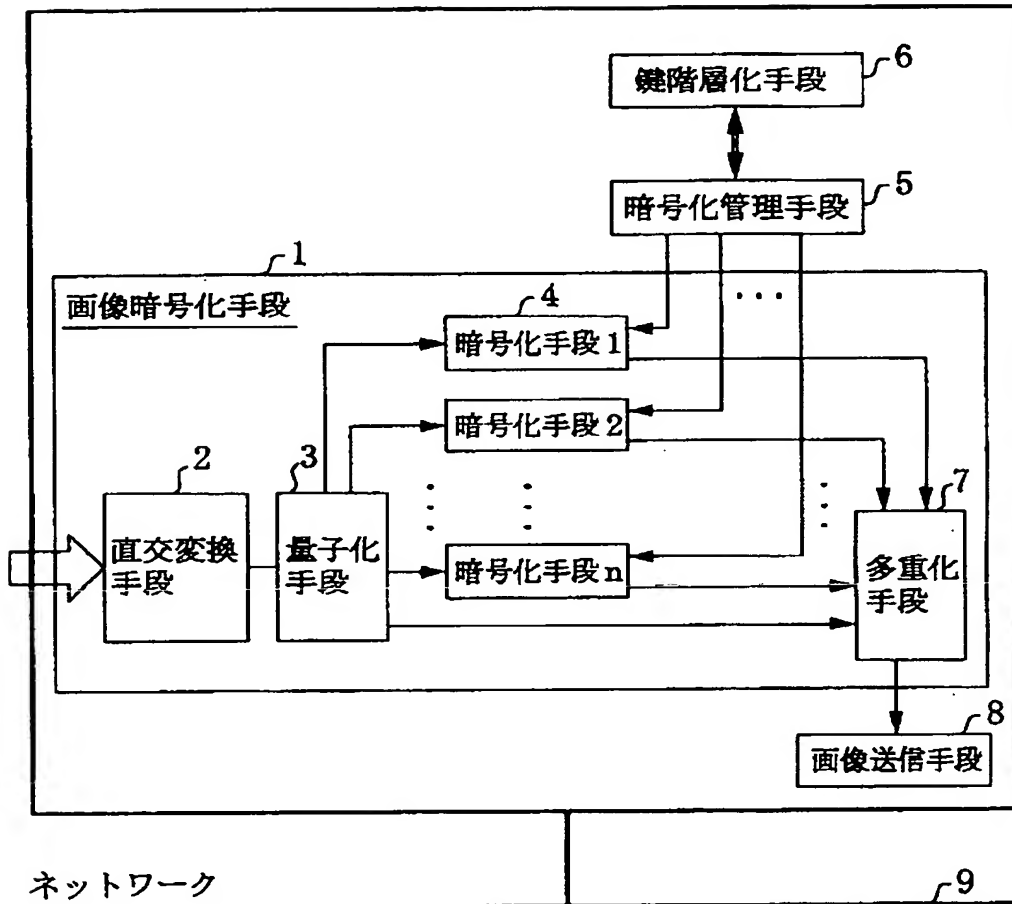 6
鍵階層化手段
5
暗号化管理手段
1
画像暗号化手段
4
暗号化手段1
暗号化手段2
2
3
7
直交変換
手段
量子化
手段
暗号化手段n
多重化
手段
8
画像送信手段
ネットワーク
9